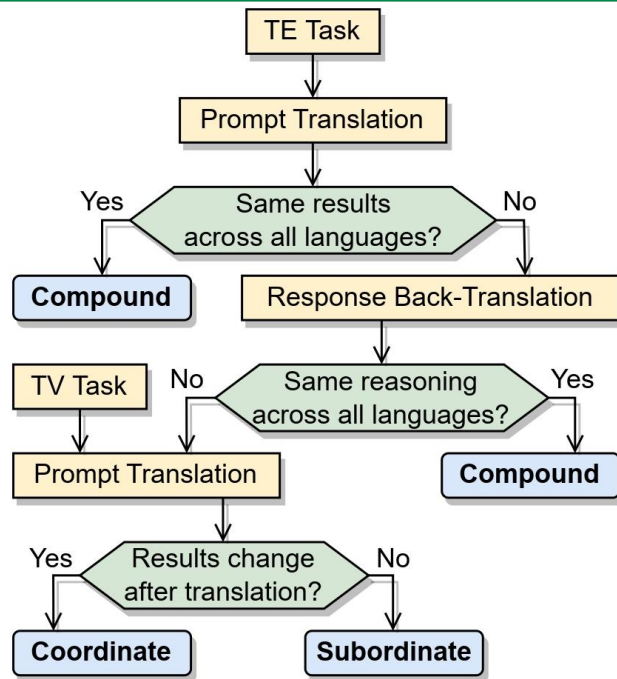 TE Task
Prompt Translation
Yes
Same results
across all languages?
No
Compound
Response Back-Translation
TV Task
No
Same reasoning
across all languages?
Yes
Prompt Translation
Compound
Yes
Results change
after translation?
No
Coordinate
Subordinate